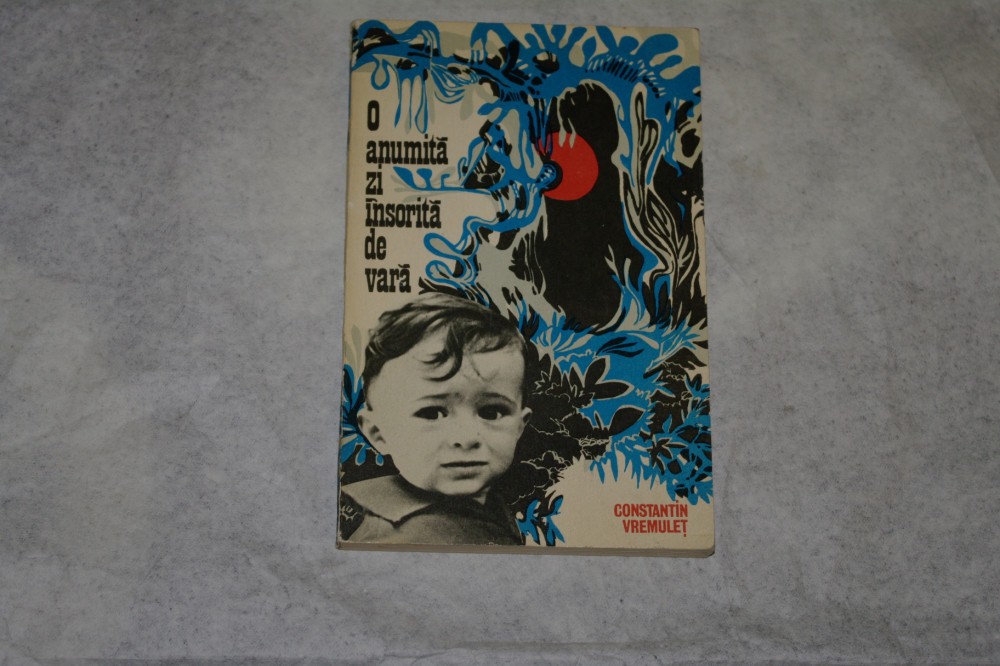 o
anumită
zi
însorită
de
vară
CONSTANTIN
VREMULEȚ